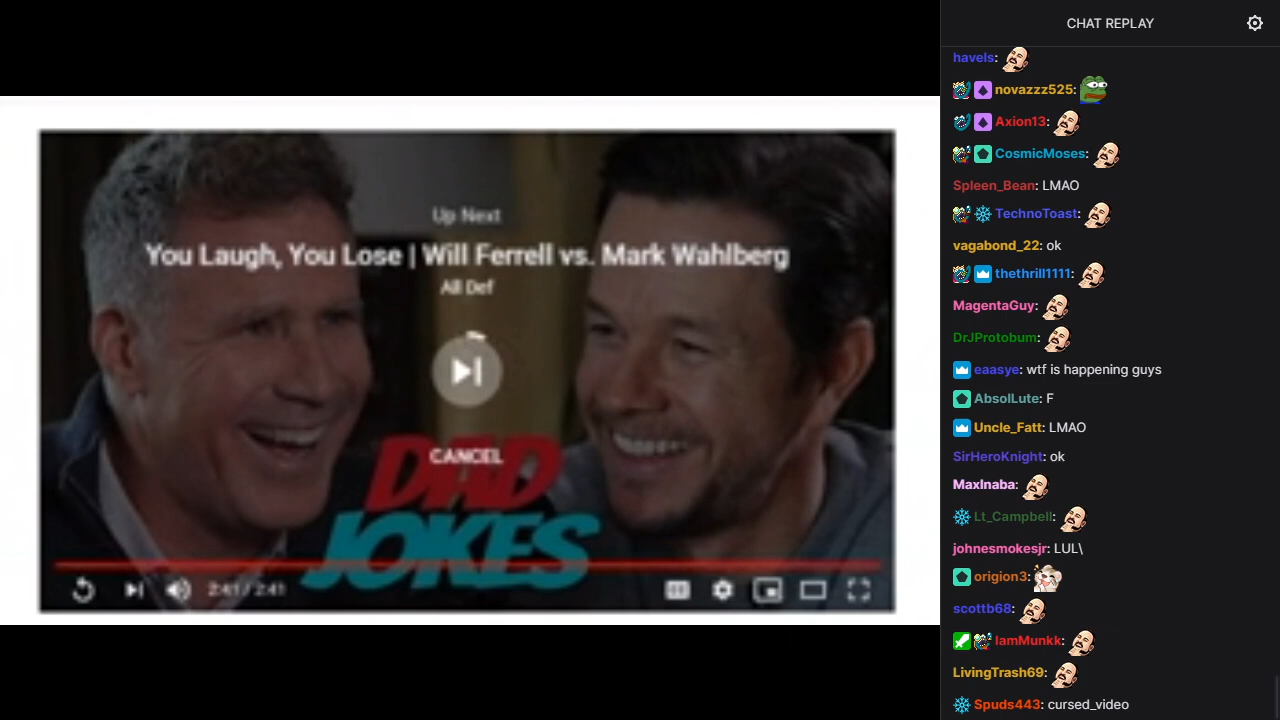 CHAT REPLAY
Up Next
You Laugh, You Lose | Will Ferrell vs. Mark Wahlberg
All Def
CANCEL
DAD
JOKES
2:41 / 2:41
havels:
novazzz525:
Axion13:
CosmicMoses:
Spleen_Bean: LMAO
TechnoToast:
vagabond_22: ok
thethrill1111:
MagentaGuy:
DrJProtobum:
eaasye: wtf is happening guys
AbsolLute: F
Uncle_Fatt: LMAO
SirHeroKnight: ok
MaxInaba:
Lt_Campbell:
johnesmokesjr: LUL\
origion3:
scottb68:
IamMunkk:
LivingTrash69:
Spuds443: cursed_video